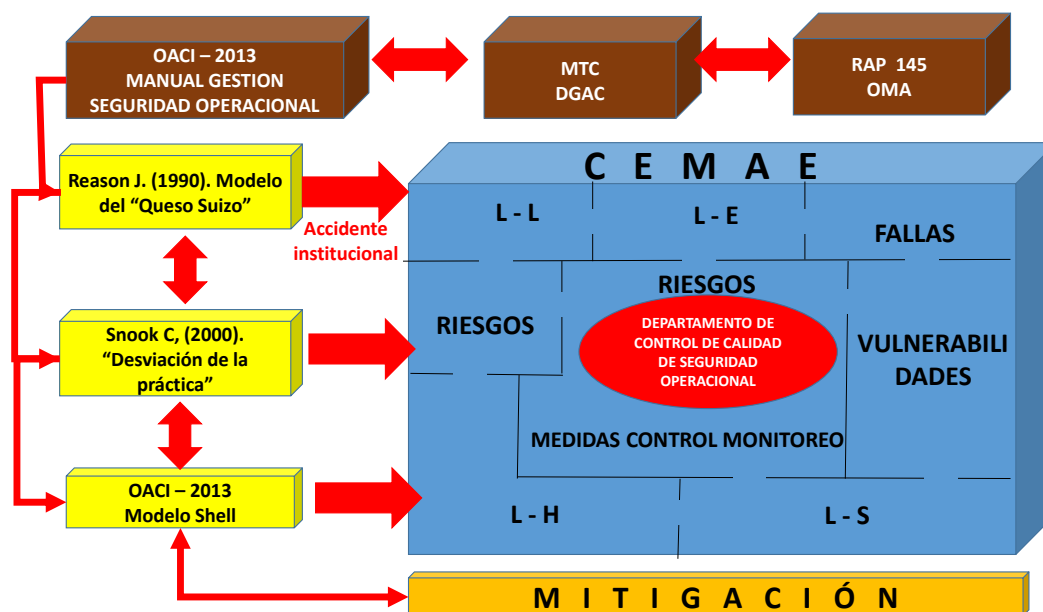 OACI – 2013
MANUAL GESTION
SEGURIDAD OPERACIONAL
MTC
DGAC
RAP 145
OMA
Reason J. (1990). Modelo
del “Queso Suizo”
Accidente
institucional
Snook C, (2000).
“Desviación de la
práctica”
OACI – 2013
Modelo Shell
C E M A E
L - L
L - E
FALLAS
RIESGOS
RIESGOS
DEPARTAMENTO DE
CONTROL DE CALIDAD
DE SEGURIDAD
OPERACIONAL
VULNERABILI
DADES
MEDIDAS CONTROL MONITOREO
L - H
L - S
M I T I G A C I Ó N